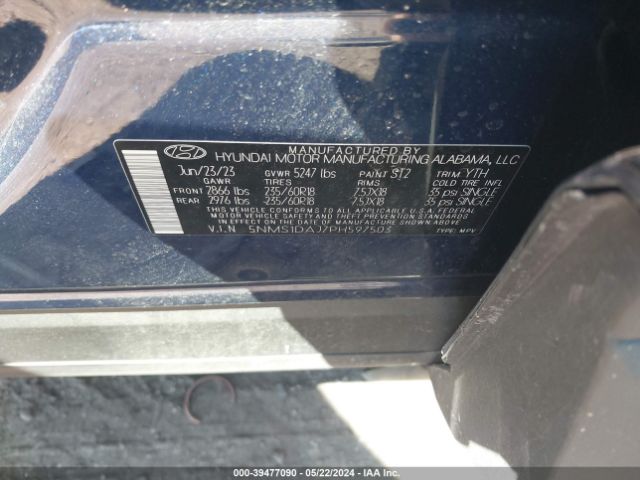 MANUFACTURED BY
HYUNDAI MOTOR MANUFACTURING ALABAMA, LLC
Jun/23/23 GVWR 5247 lbs PAINT ST2 TRIM YTH
GAWR TIRES RIMS COLD TIRE INFL.
FRONT 2866 lbs 235/60R18 7.5JX18 35 psi SINGLE
REAR 2976 lbs 235/60R18 7.5JX18 35 psi SINGLE
THIS VEHICLE CONFORMS TO ALL APPLICABLE U.S.A. FEDERAL
MOTOR VEHICLE SAFETY AND THEFT PREVENTION STANDARDS
IN EFFECT ON THE DATE OF MANUFACTURE SHOWN ABOVE.
V.I.N 5NMS1DAJ7PH597503 TYPE: MPV
000-39477090 - 05/22/2024 - COPYRIGHT IAA